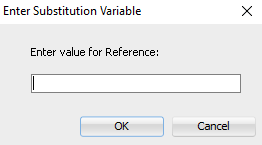 Enter Substitution Variable
Enter value for Reference:
OK
Cancel